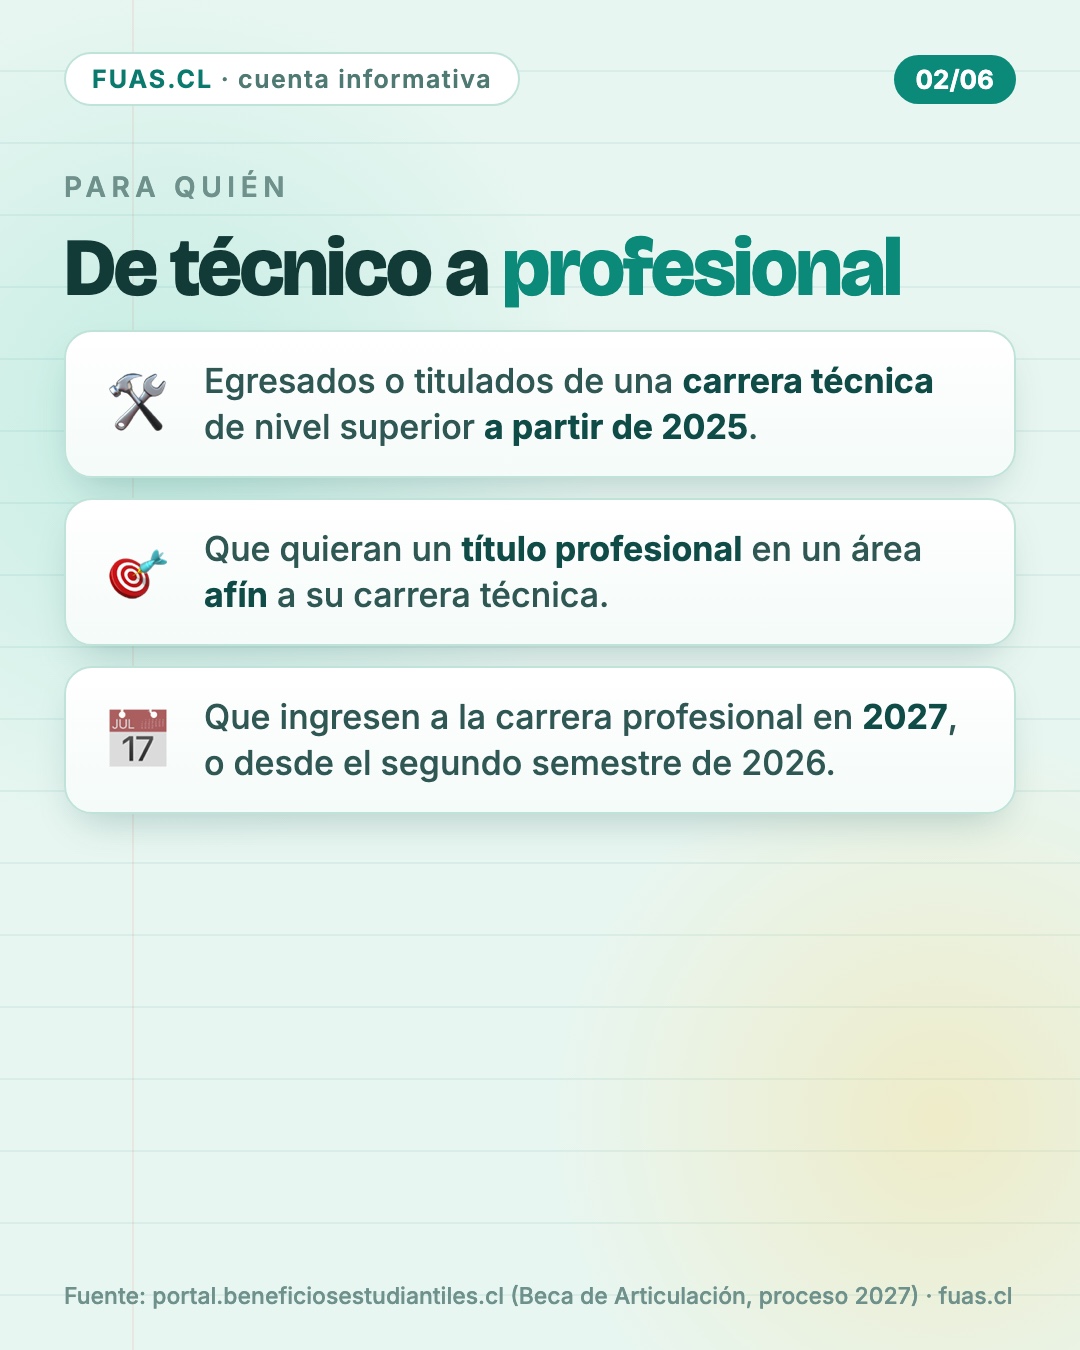 FUAS.CL · cuenta informativa
02/06
PARA QUIÉN
De técnico a profesional
Egresados o titulados de una carrera técnica
de nivel superior a partir de 2025.
Que quieran un título profesional en un área
afín a su carrera técnica.
JUL
17
Que ingresen a la carrera profesional en 2027,
o desde el segundo semestre de 2026.
Fuente: portal.beneficiosestudiantiles.cl (Beca de Articulación, proceso 2027) · fuas.cl